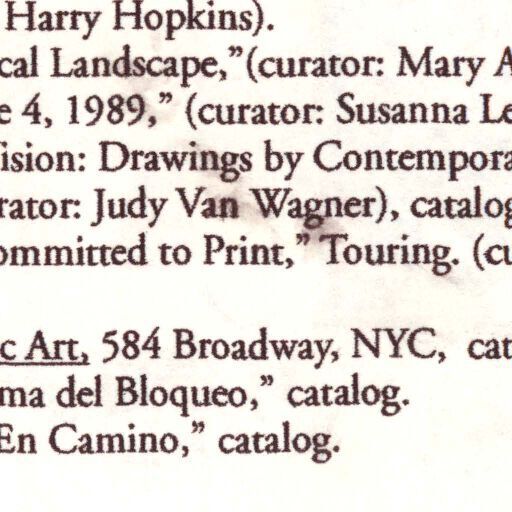 Harry Hopkins).
cal Landscape,”(curator: Mary A
e 4, 1989,” (curator: Susanna Le
ision: Drawings by Contempora
rator: Judy Van Wagner), catalog
ommitted to Print,” Touring. (cu
c Art, 584 Broadway, NYC, cat
ma del Bloqueo,” catalog.
En Camino,” catalog.